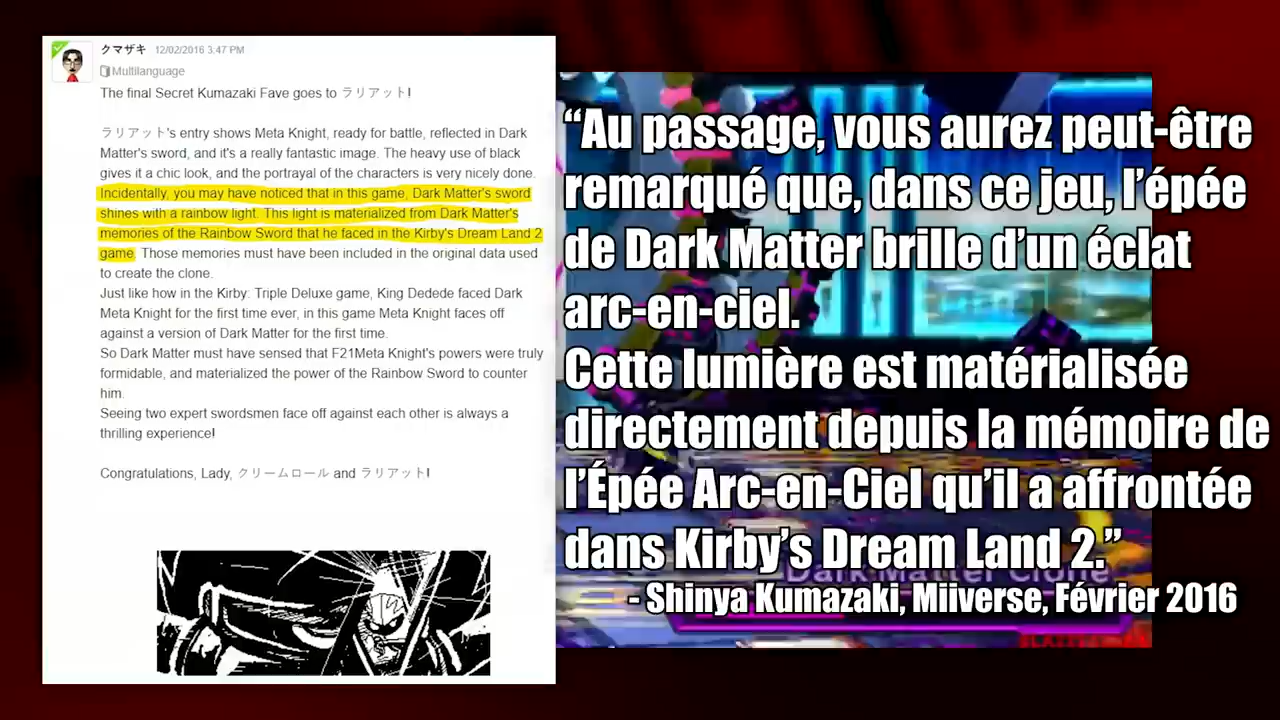 クマザキ 12/02/2016 3:47 PM
Multilanguage
The final Secret Kumazaki Fave goes to ラリアット!
ラリアット's entry shows Meta Knight, ready for battle, reflected in Dark
Matter's sword, and it's a really fantastic image. The heavy use of black
gives it a chic look, and the portrayal of the characters is very nicely done.
Incidentally, you may have noticed that in this game, Dark Matter's sword
shines with a rainbow light. This light is materialized from Dark Matter's
memories of the Rainbow Sword that he faced in the Kirby's Dream Land 2
game. Those memories must have been included in the original data used
to create the clone.
Just like how in the Kirby: Triple Deluxe game, King Dedede faced Dark
Meta Knight for the first time ever, in this game Meta Knight faces off
against a version of Dark Matter for the first time.
So Dark Matter must have sensed that F21Meta Knight's powers were truly
formidable, and materialized the power of the Rainbow Sword to counter
him.
Seeing two expert swordsmen face off against each other is always a
thrilling experience!
Congratulations, Lady, クリームロール and ラリアット!
“Au passage, vous aurez peut-être
remarqué que, dans ce jeu, l’épée
de Dark Matter brille d’un éclat
arc-en-ciel.
Cette lumière est matérialisée
directement depuis la mémoire de
l’Épée Arc-en-Ciel qu’il a affrontée
dans Kirby’s Dream Land 2.”
- Shinya Kumazaki, Miiverse, Février 2016
Dark Matter Clone